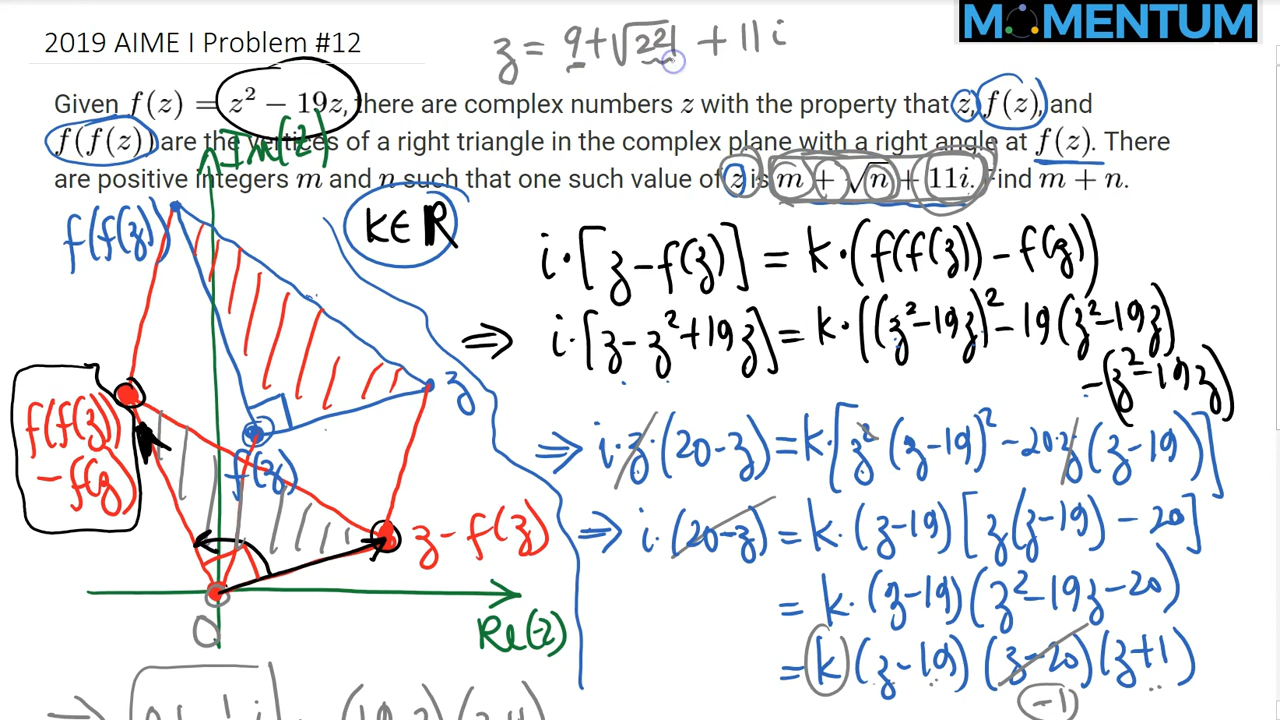 MOMENTUM
2019 AIME I Problem #12
z = 9+√221 + 11i
Given f(z) = z² − 19z, there are complex numbers z with the property that z, f(z), and
f(f(z)) are the vertices of a right triangle in the complex plane with a right angle at f(z). There
are positive integers m and n such that one such value of z is m + √n + 11i. Find m + n.
Im(z)
f(f(z))
k∈ℝ
i·[z−f(z)] = k·(f(f(z))−f(z))
⇒ i·[z−z²+19z] = k·((z²−19z)²−19(z²−19z)
−(z²−19z))
z
f(z)
f(f(z))
−f(z)
z−f(z)
⇒ i·z·(20−z) = k[z²(z−19)²−20z(z−19)]
⇒ i·(20−z) = k·(z−19)[z(z−19)−20]
= k·(z−19)(z²−19z−20)
= k(z−19)(z−20)(z+1)
−1
O
Re(z)